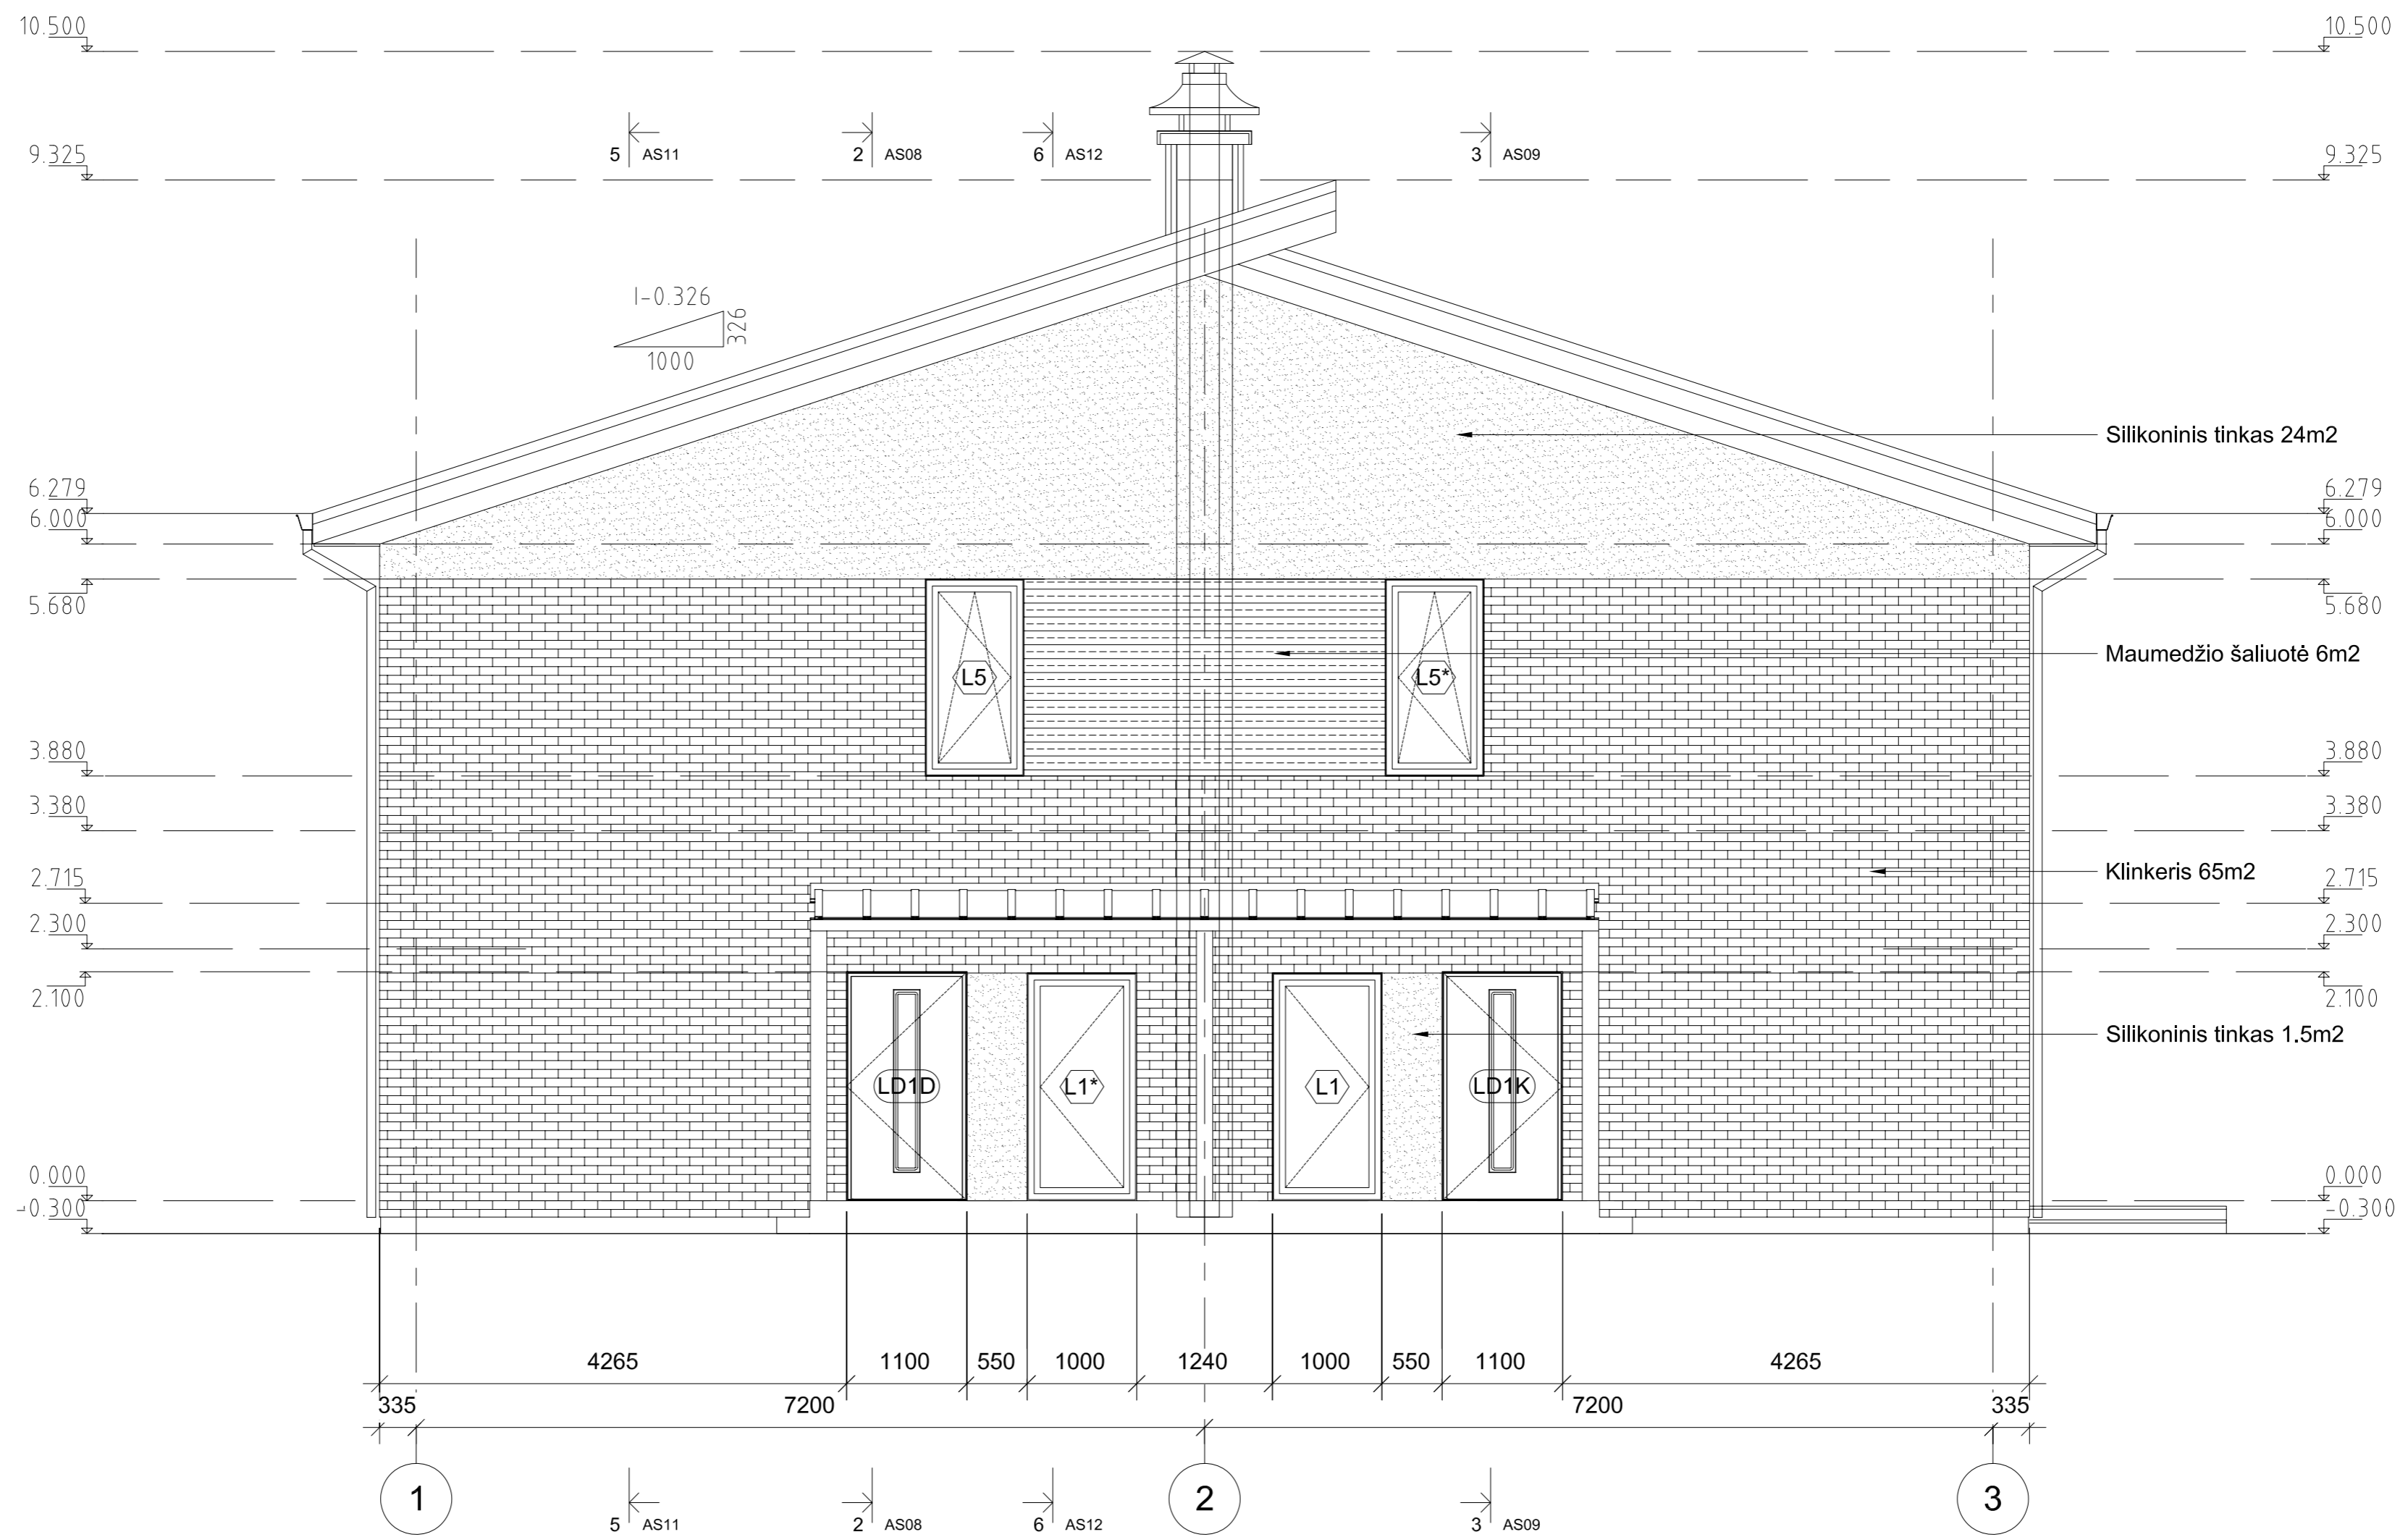 10.500
10.500
5 AS11
2 AS08
6 AS12
3 AS09
9.325
9.325
I-0.326
326
1000
Silikoninis tinkas 24m2
6.279
6.279
6.000
6.000
5.680
5.680
Maumedžio šaliuotė 6m2
L5
L5*
3.880
3.880
3.380
3.380
Klinkeris 65m2
2.715
2.715
2.300
2.300
2.100
2.100
Silikoninis tinkas 1.5m2
LD1D
L1*
L1
LD1K
0.000
0.000
-0.300
-0.300
4265 1100 550 1000 1240 1000 550 1100 4265
335 7200 7200 335
1 2 3
5 AS11
2 AS08
6 AS12
3 AS09